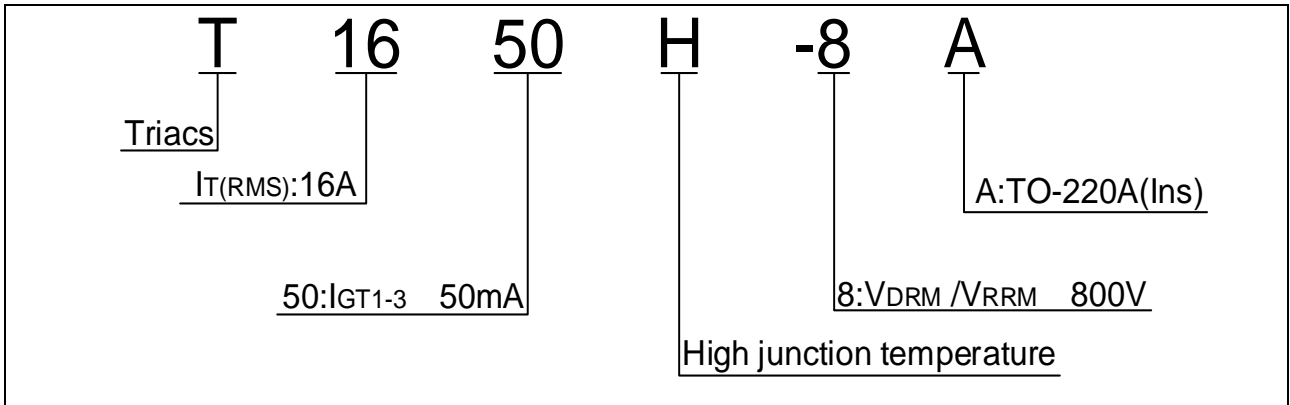 T 16 50 H -8 A
Triacs
IT(RMS):16A
A:TO-220A(Ins)
50:IGT1-3 50mA
8:VDRM /VRRM 800V
High junction temperature